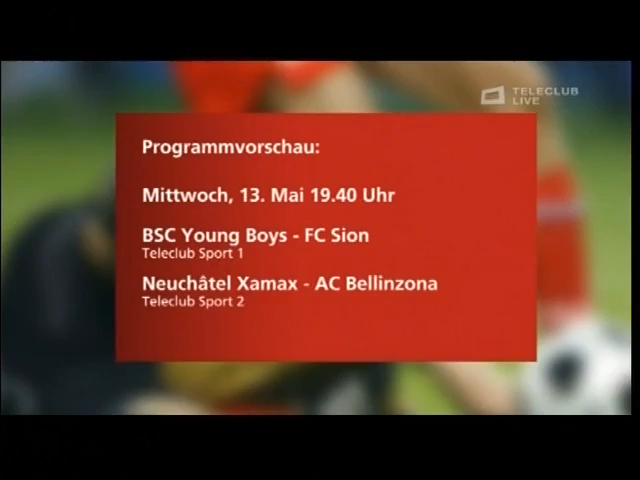 TELECLUB
LIVE
Programmvorschau:
Mittwoch, 13. Mai 19.40 Uhr
BSC Young Boys - FC Sion
Teleclub Sport 1
Neuchâtel Xamax - AC Bellinzona
Teleclub Sport 2